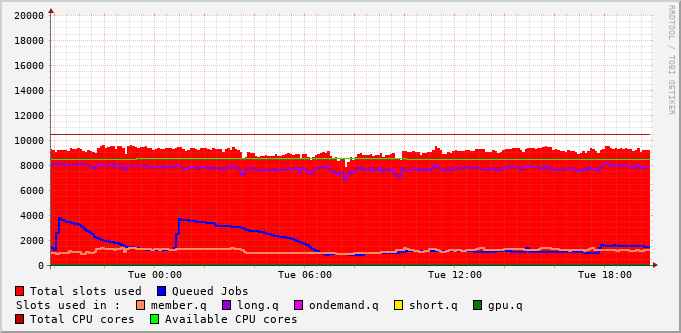 20000
18000
16000
14000
12000
10000
8000
6000
4000
2000
0
Tue 00:00 Tue 06:00 Tue 12:00 Tue 18:00
Total slots used Queued Jobs
Slots used in : member.q long.q ondemand.q short.q gpu.q
Total CPU cores Available CPU cores
RRDTOOL / TOBI OETIKER